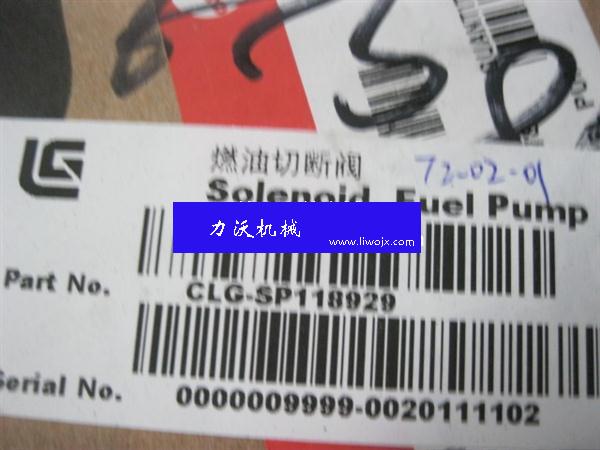 燃油切断阀
72-02-01
Solenoid, Fuel Pump
力沃机械
www.liwojx.com
Part No.
CLG-SP118929
Serial No.
0000009999-0020111102